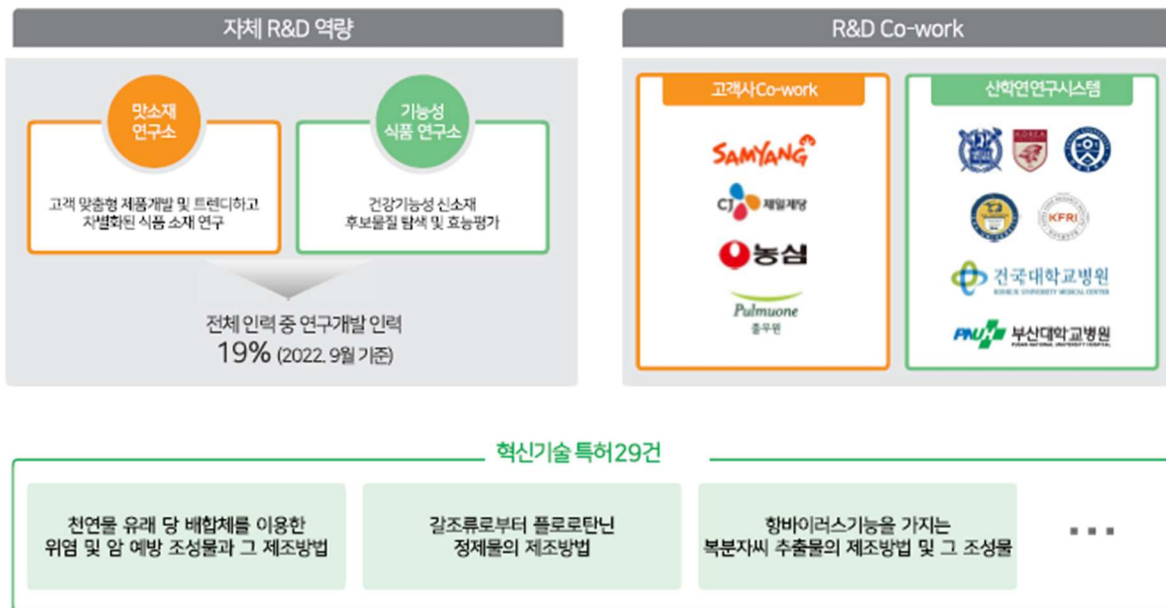 자체 R&D 역량
맛소재
연구소
고객 맞춤형 제품개발 및 트렌디하고
차별화된 식품 소재 연구
기능성
식품 연구소
건강기능성 신소재
후보물질 탐색 및 효능평가
전체 인력 중 연구개발 인력
19% (2022. 9월 기준)
R&D Co-work
고객사Co-work
SAMYANG
CJ 제일제당
농심
Pulmuone
풀무원
산학연연구시스템
KOREA
KFRI
건국대학교병원
KONKUK UNIVERSITY MEDICAL CENTER
PNUH 부산대학교병원
PUSAN NATIONAL UNIVERSITY HOSPITAL
혁신기술 특허29건
천연물 유래 당 배합체를 이용한
위염 및 암 예방 조성물과 그 제조방법
갈조류로부터 플로로탄닌
정제물의 제조방법
항바이러스기능을 가지는
복분자씨 추출물의 제조방법 및 그 조성물
...